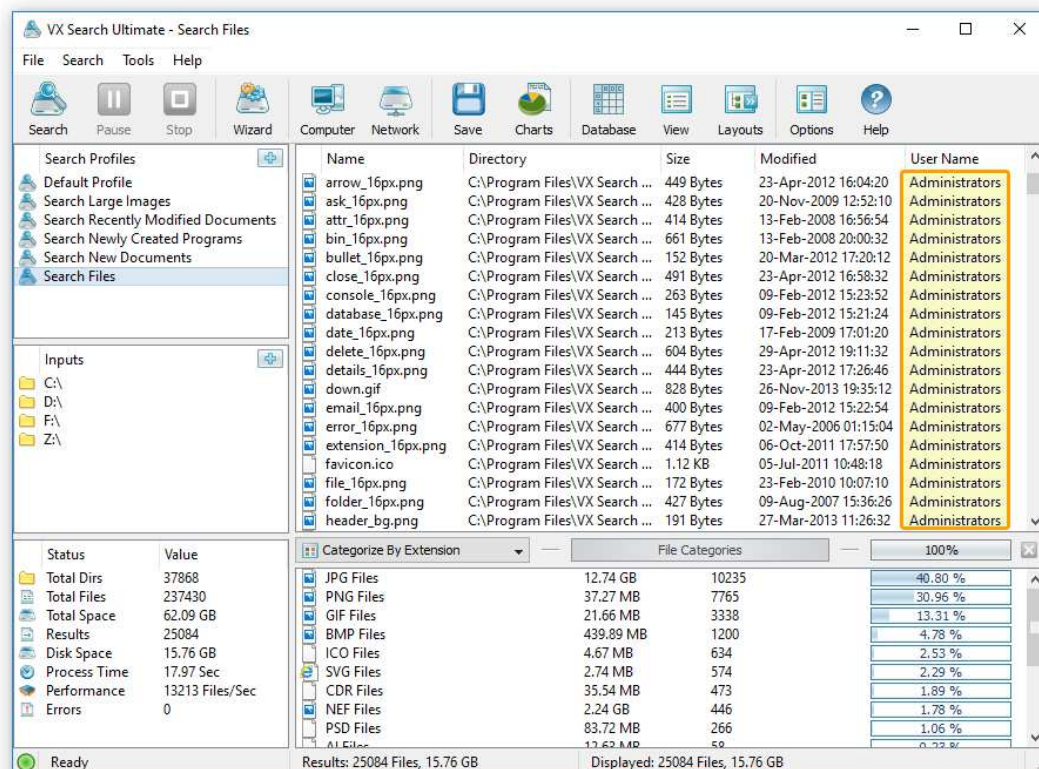 VX Search Ultimate - Search Files
File Search Tools Help
Search Pause Stop Wizard Computer Network Save Charts Database View Layouts Options Help
Search Profiles
Default Profile
Search Large Images
Search Recently Modified Documents
Search Newly Created Programs
Search New Documents
Search Files
Inputs
C:\
D:\
F:\
Z:\
Name Directory Size Modified User Name
arrow_16px.png C:\Program Files\VX Search ... 449 Bytes 23-Apr-2012 16:04:20 Administrators
ask_16px.png C:\Program Files\VX Search ... 428 Bytes 20-Nov-2009 12:52:10 Administrators
attr_16px.png C:\Program Files\VX Search ... 414 Bytes 13-Feb-2008 16:56:54 Administrators
bin_16px.png C:\Program Files\VX Search ... 661 Bytes 13-Feb-2008 20:00:32 Administrators
bullet_16px.png C:\Program Files\VX Search ... 152 Bytes 20-Mar-2012 17:20:12 Administrators
close_16px.png C:\Program Files\VX Search ... 491 Bytes 23-Apr-2012 16:58:32 Administrators
console_16px.png C:\Program Files\VX Search ... 263 Bytes 09-Feb-2012 15:23:52 Administrators
database_16px.png C:\Program Files\VX Search ... 145 Bytes 09-Feb-2012 15:21:24 Administrators
date_16px.png C:\Program Files\VX Search ... 213 Bytes 17-Feb-2009 17:01:20 Administrators
delete_16px.png C:\Program Files\VX Search ... 604 Bytes 29-Apr-2012 19:11:32 Administrators
details_16px.png C:\Program Files\VX Search ... 444 Bytes 23-Apr-2012 17:26:46 Administrators
down.gif C:\Program Files\VX Search ... 828 Bytes 26-Nov-2013 19:35:12 Administrators
email_16px.png C:\Program Files\VX Search ... 400 Bytes 09-Feb-2012 15:22:54 Administrators
error_16px.png C:\Program Files\VX Search ... 677 Bytes 02-May-2006 01:15:04 Administrators
extension_16px.png C:\Program Files\VX Search ... 414 Bytes 06-Oct-2011 17:57:50 Administrators
favicon.ico C:\Program Files\VX Search ... 1.12 KB 05-Jul-2011 10:48:18 Administrators
file_16px.png C:\Program Files\VX Search ... 172 Bytes 23-Feb-2010 10:07:10 Administrators
folder_16px.png C:\Program Files\VX Search ... 427 Bytes 09-Aug-2007 15:36:26 Administrators
header_bg.png C:\Program Files\VX Search ... 191 Bytes 27-Mar-2013 11:26:32 Administrators
Status Value
Total Dirs 37868
Total Files 237430
Total Space 62.09 GB
Results 25084
Disk Space 15.76 GB
Process Time 17.97 Sec
Performance 13213 Files/Sec
Errors 0
Categorize By Extension File Categories 100%
JPG Files 12.74 GB 10235 40.80 %
PNG Files 37.27 MB 7765 30.96 %
GIF Files 21.66 MB 3338 13.31 %
BMP Files 439.89 MB 1200 4.78 %
ICO Files 4.67 MB 634 2.53 %
SVG Files 2.74 MB 574 2.29 %
CDR Files 35.54 MB 473 1.89 %
NEF Files 2.24 GB 446 1.78 %
PSD Files 83.72 MB 266 1.06 %
AI Files 12.63 MB 58 0.23 %
Ready Results: 25084 Files, 15.76 GB Displayed: 25084 Files, 15.76 GB